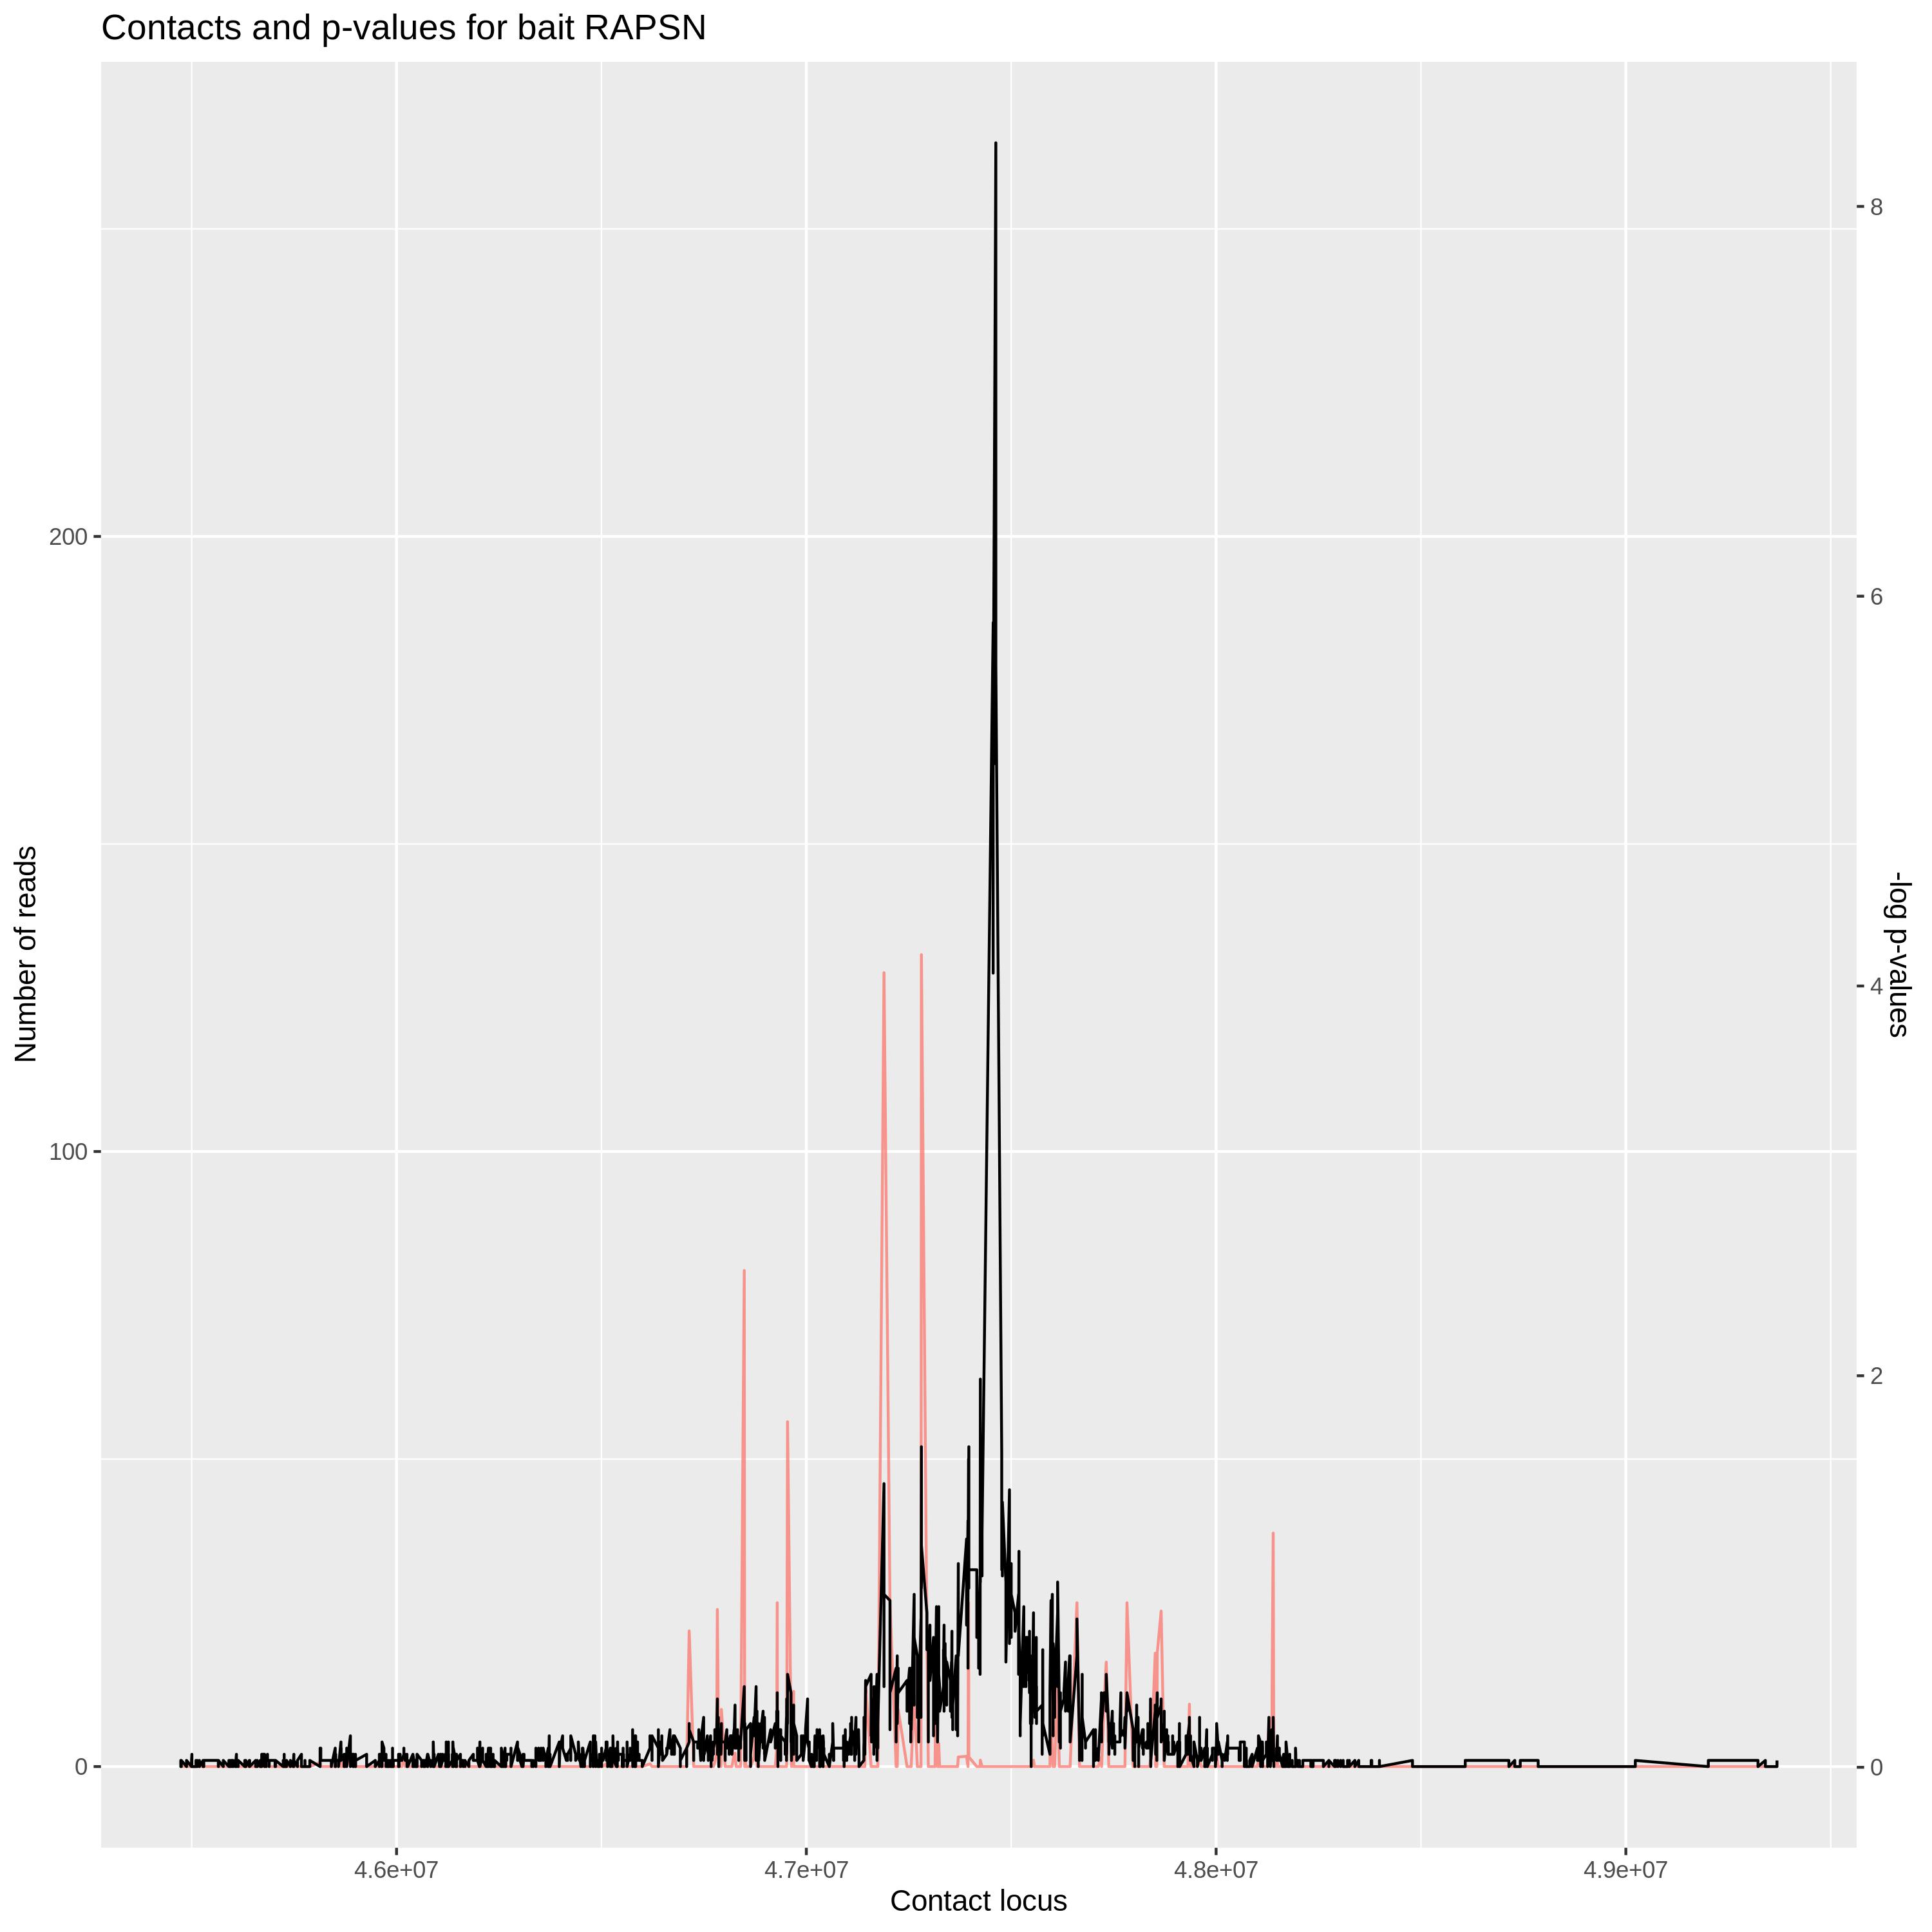 Contacts and p-values for bait RAPSN
Number of reads
200
100
0
8
6
4
2
0
-log p-values
4.6e+07
4.7e+07
4.8e+07
4.9e+07
Contact locus